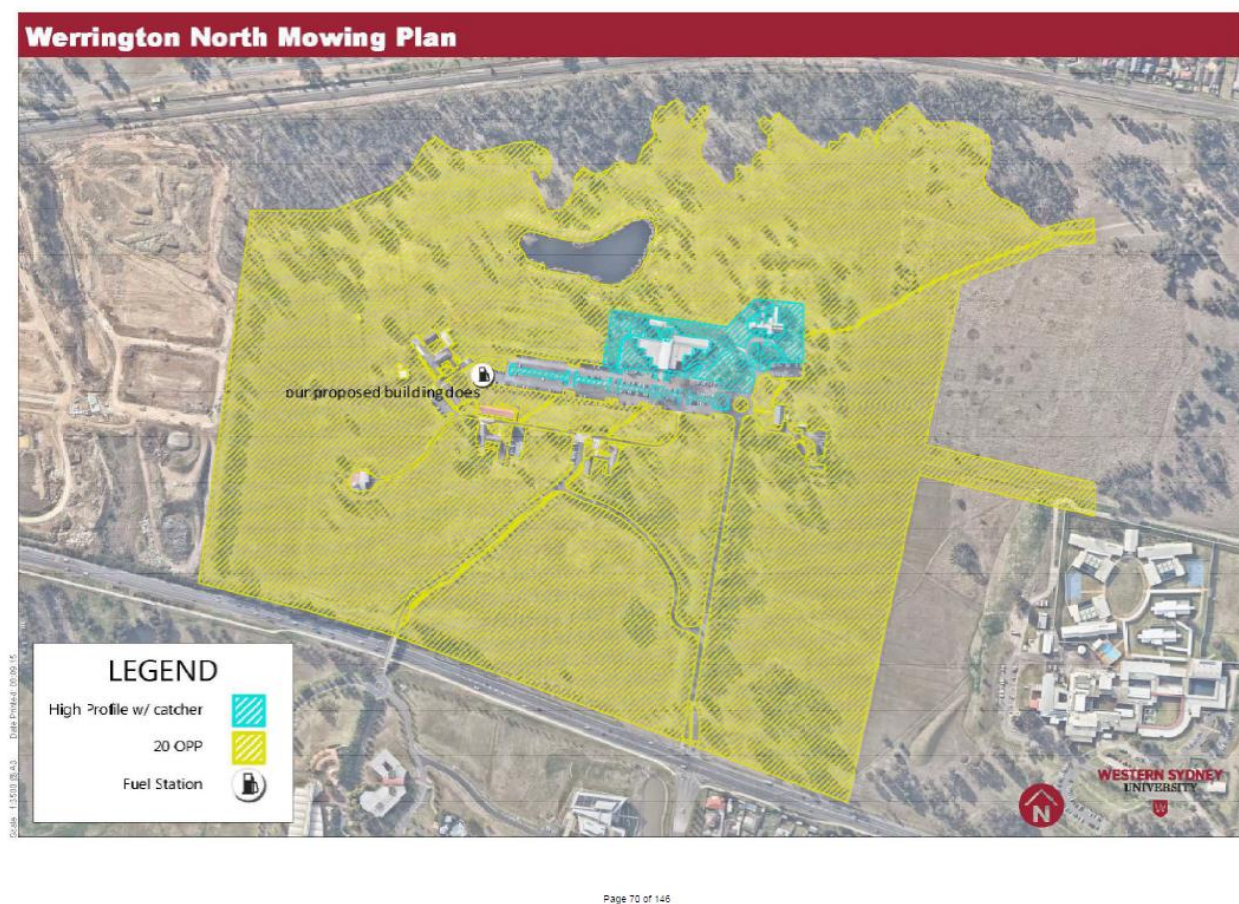 Werrington North Mowing Plan
our proposed building does
LEGEND
High Profile w/ catcher
20 OPP
Fuel Station
N
WESTERN SYDNEY
UNIVERSITY
W
Page 70 of 146